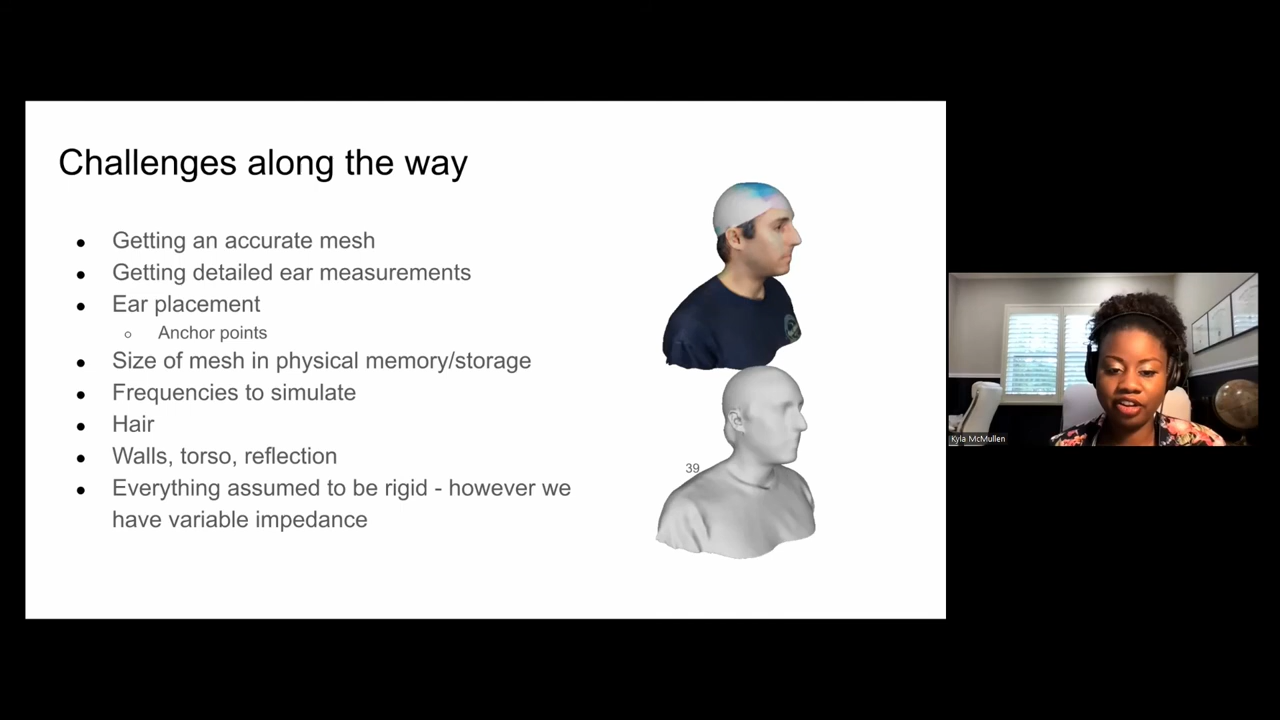 Challenges along the way
● Getting an accurate mesh
● Getting detailed ear measurements
● Ear placement
○ Anchor points
● Size of mesh in physical memory/storage
● Frequencies to simulate
● Hair
● Walls, torso, reflection
● Everything assumed to be rigid - however we
have variable impedance
39
Kyla McMullen